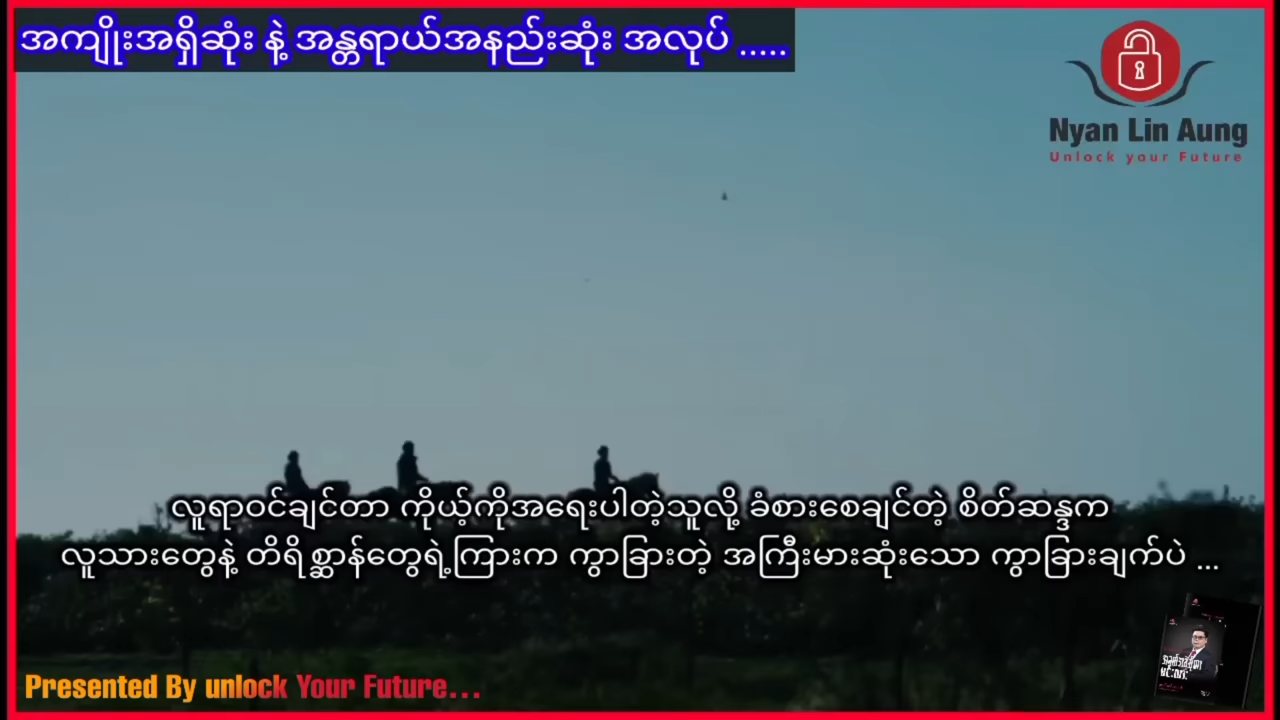 အကျိုးအရှိဆုံး နဲ့ အန္တရာယ်အနည်းဆုံး အလုပ် .....
Nyan Lin Aung
Unlock your Future
လူရာဝင်ချင်တာ ကိုယ့်ကိုအရေးပါတဲ့သူလို့ ခံစားစေချင်တဲ့ စိတ်ဆန္ဒက
လူသားတွေနဲ့ တိရိစ္ဆာန်တွေရဲ့ကြားက ကွာခြားတဲ့ အကြီးမားဆုံးသော ကွာခြားချက်ပဲ ...
Presented By unlock Your Future...